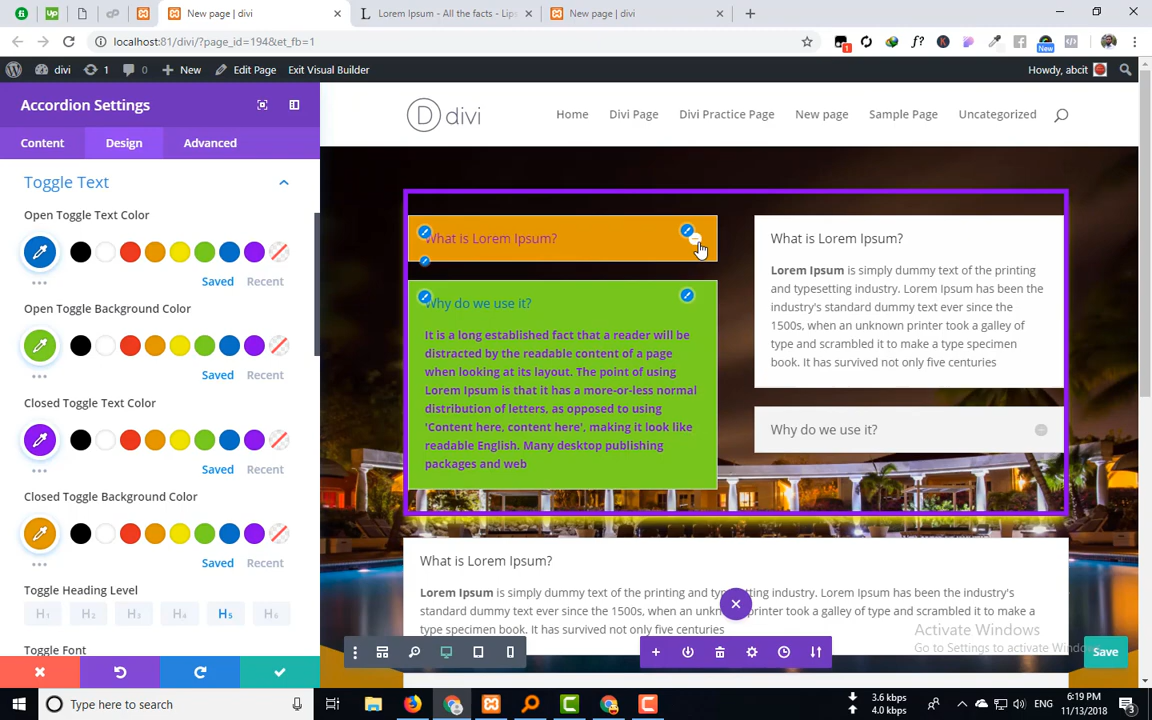 New page | divi
Lorem Ipsum - All the facts - Lips
New page | divi
localhost:81/divi/?page_id=194&et_fb=1
1
New
divi
1
0
New
Edit Page
Exit Visual Builder
Howdy, abcit
Accordion Settings
Content
Design
Advanced
Toggle Text
Open Toggle Text Color
Saved
Recent
Open Toggle Background Color
Saved
Recent
Closed Toggle Text Color
Saved
Recent
Closed Toggle Background Color
Saved
Recent
Toggle Heading Level
H1
H2
H3
H4
H5
H6
Toggle Font
D divi
Home
Divi Page
Divi Practice Page
New page
Sample Page
Uncategorized
What is Lorem Ipsum?
Why do we use it?
It is a long established fact that a reader will be
distracted by the readable content of a page
when looking at its layout. The point of using
Lorem Ipsum is that it has a more-or-less normal
distribution of letters, as opposed to using
'Content here, content here', making it look like
readable English. Many desktop publishing
packages and web
What is Lorem Ipsum?
Lorem Ipsum is simply dummy text of the printing
and typesetting industry. Lorem Ipsum has been the
industry's standard dummy text ever since the
1500s, when an unknown printer took a galley of
type and scrambled it to make a type specimen
book. It has survived not only five centuries
Why do we use it?
What is Lorem Ipsum?
Lorem Ipsum is simply dummy text of the printing and typesetting industry. Lorem Ipsum has been the industry's
standard dummy text ever since the 1500s, when an unknown printer took a galley of type and scrambled it to make a
type specimen book. It has survived not only five centuries
Activate Windows
Go to Settings to activate Windo
Save
Type here to search
3.6 kbps
4.0 kbps
ENG
6:19 PM
11/13/2018
3